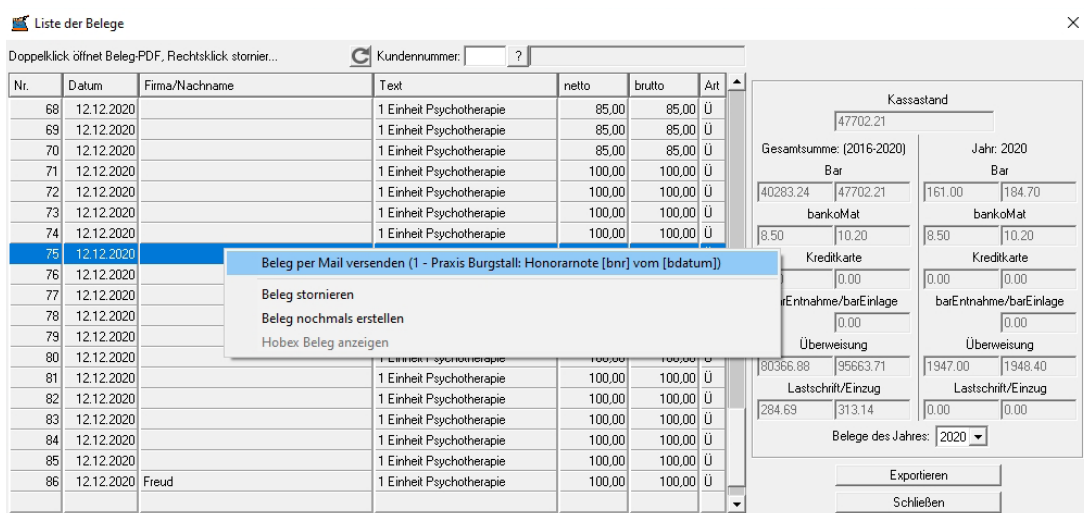 Liste der Belege
Doppelklick öffnet Beleg-PDF, Rechtsklick stornier... Kundennummer: ?
Nr. Datum Firma/Nachname Text netto brutto Art
68 12.12.2020 1 Einheit Psychotherapie 85,00 85,00 Ü
69 12.12.2020 1 Einheit Psychotherapie 85,00 85,00 Ü
70 12.12.2020 1 Einheit Psychotherapie 85,00 85,00 Ü
71 12.12.2020 1 Einheit Psychotherapie 100,00 100,00 Ü
72 12.12.2020 1 Einheit Psychotherapie 100,00 100,00 Ü
73 12.12.2020 1 Einheit Psychotherapie 100,00 100,00 Ü
74 12.12.2020 1 Einheit Psychotherapie 100,00 100,00 Ü
75 12.12.2020
76 12.12.2020
77 12.12.2020
78 12.12.2020
79 12.12.2020
80 12.12.2020 1 Einheit Psychotherapie 100,00 100,00 Ü
81 12.12.2020 1 Einheit Psychotherapie 100,00 100,00 Ü
82 12.12.2020 1 Einheit Psychotherapie 100,00 100,00 Ü
83 12.12.2020 1 Einheit Psychotherapie 100,00 100,00 Ü
84 12.12.2020 1 Einheit Psychotherapie 100,00 100,00 Ü
85 12.12.2020 1 Einheit Psychotherapie 100,00 100,00 Ü
86 12.12.2020 Freud 1 Einheit Psychotherapie 100,00 100,00 Ü
Beleg per Mail versenden (1 - Praxis Burgstall: Honorarnote [bnr] vom [bdatum])
Beleg stornieren
Beleg nochmals erstellen
Hobex Beleg anzeigen
Kassastand
47702.21
Gesamtsumme: (2016-2020) Jahr: 2020
Bar Bar
40283.24 47702.21 161.00 184.70
bankoMat bankoMat
8.50 10.20 8.50 10.20
Kreditkarte Kreditkarte
0.00 0.00 0.00
barEntnahme/barEinlage
0.00 0.00
Überweisung Überweisung
80366.88 95663.71 1947.00 1948.40
Lastschrift/Einzug Lastschrift/Einzug
284.69 313.14 0.00 0.00
Belege des Jahres: 2020
Exportieren
Schließen